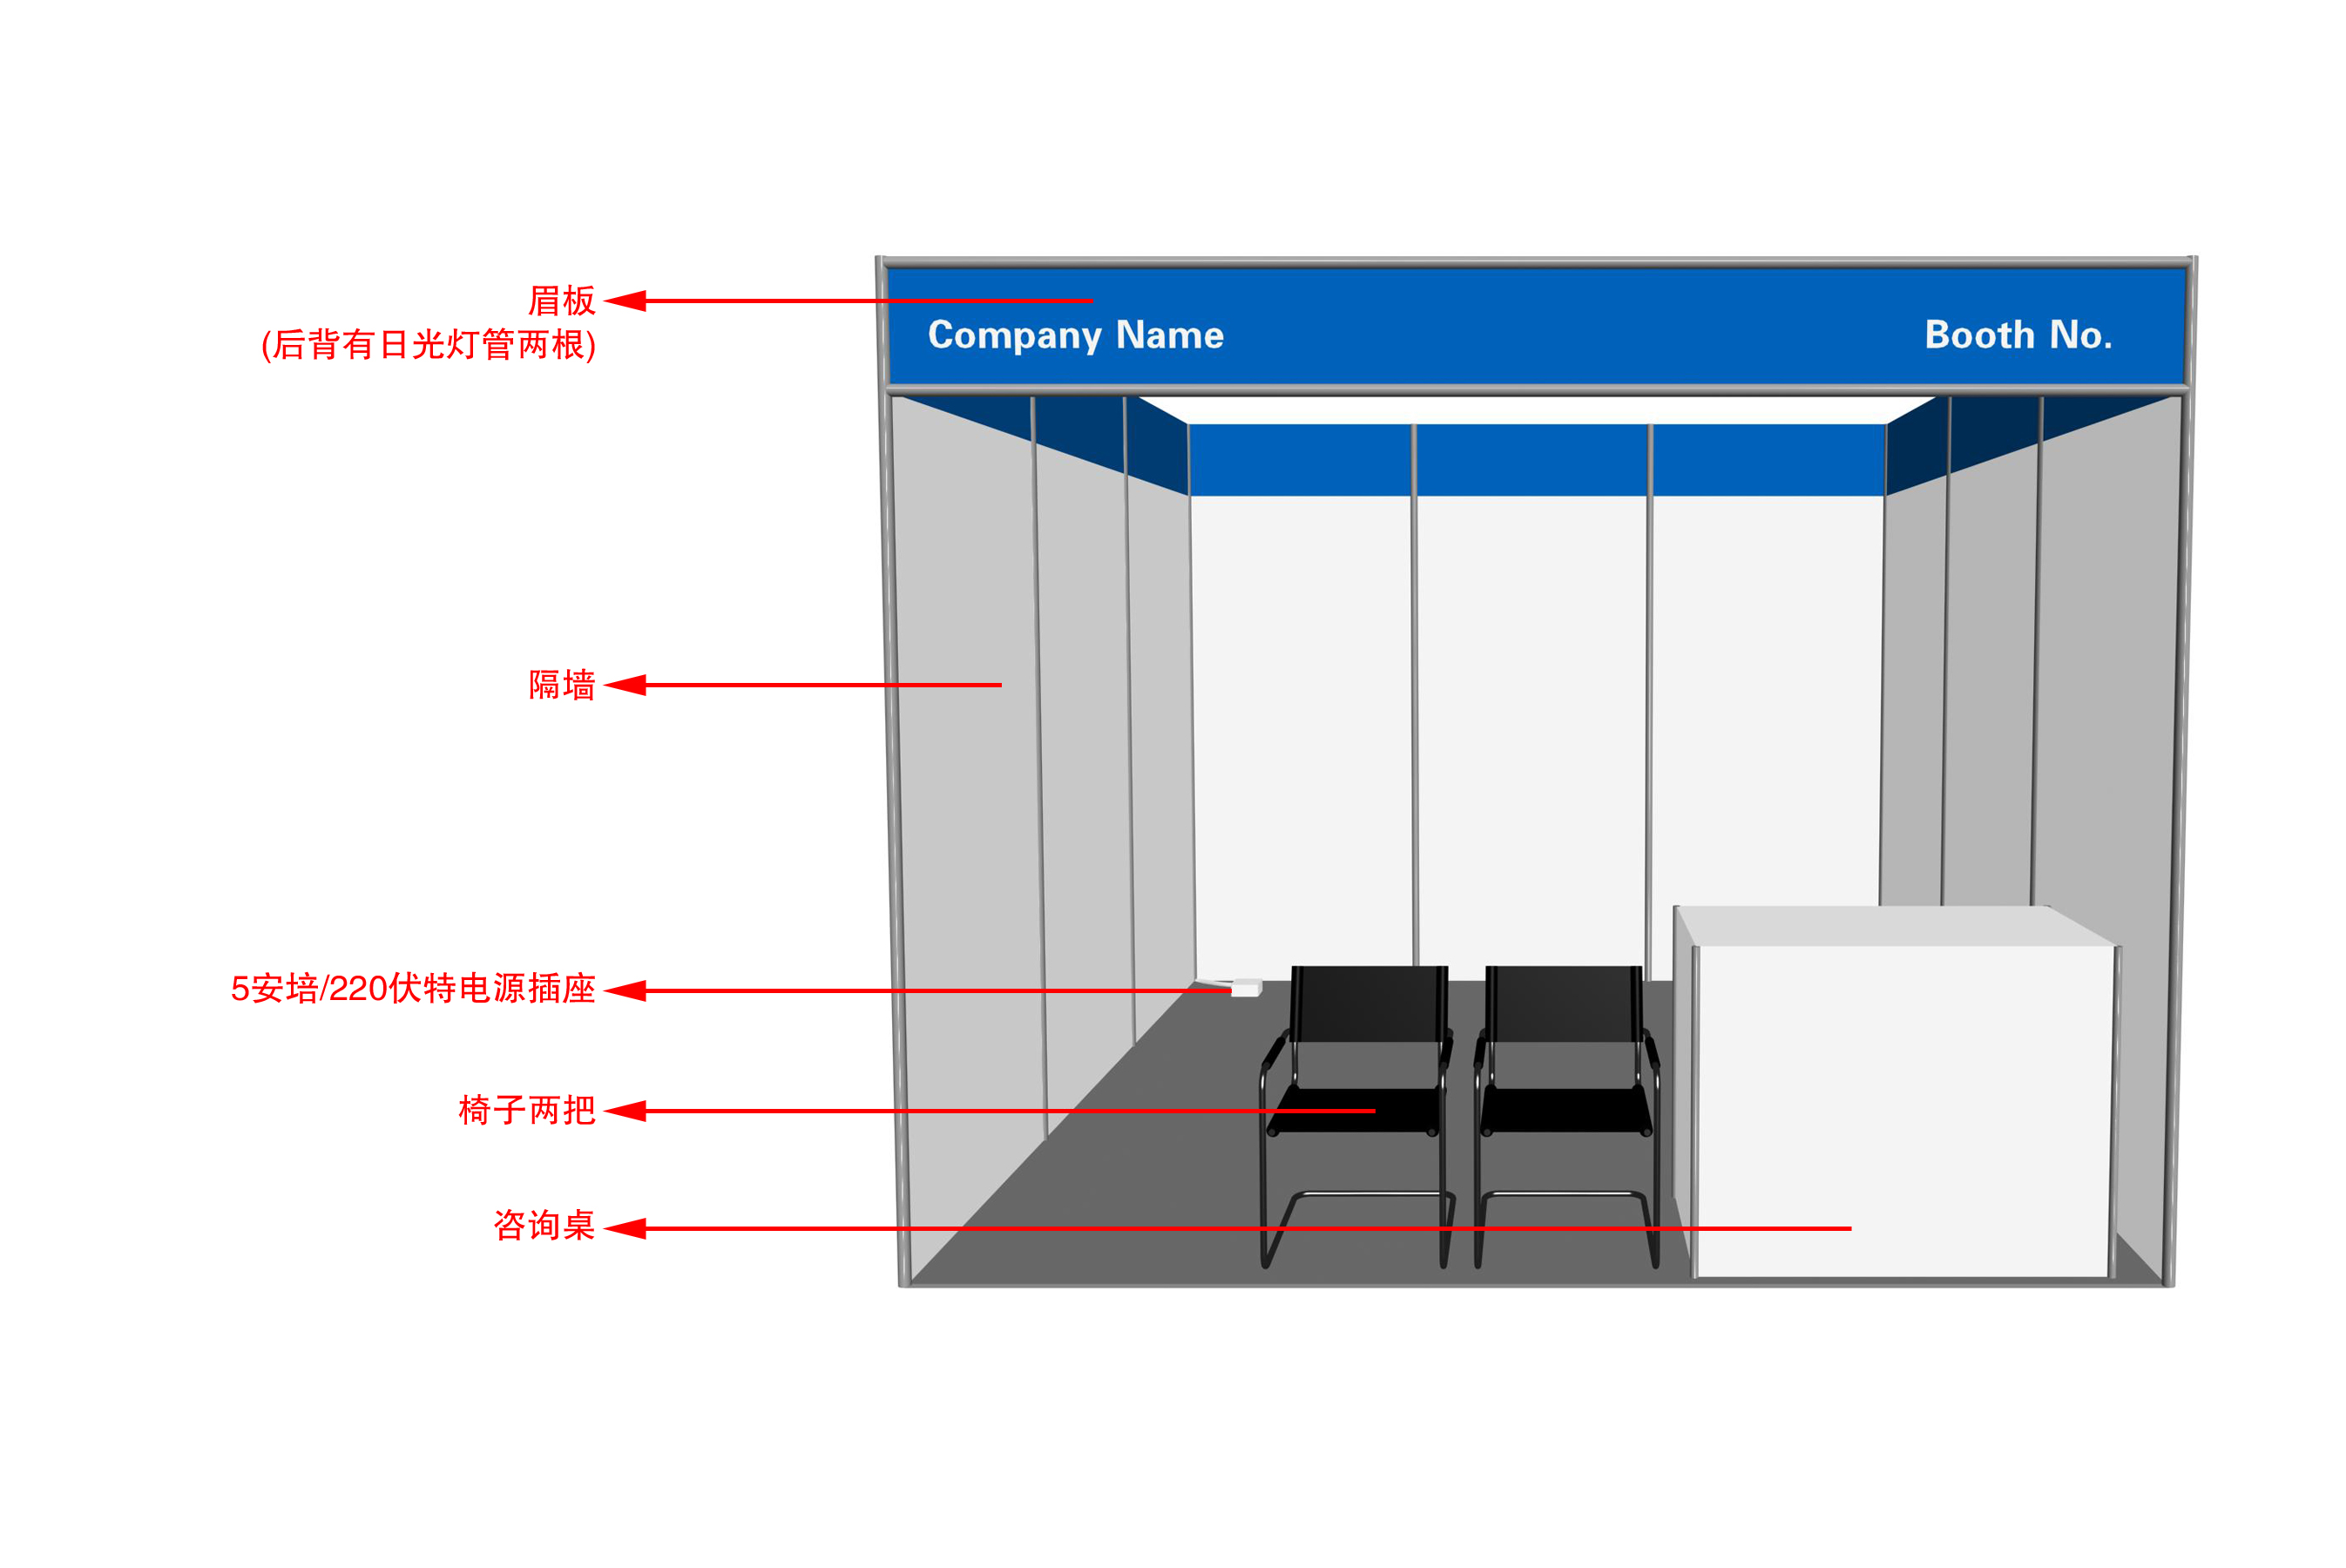 眉板
(后背有日光灯管两根)
Company Name
Booth No.
隔墙
5安培/220伏特电源插座
椅子两把
咨询桌